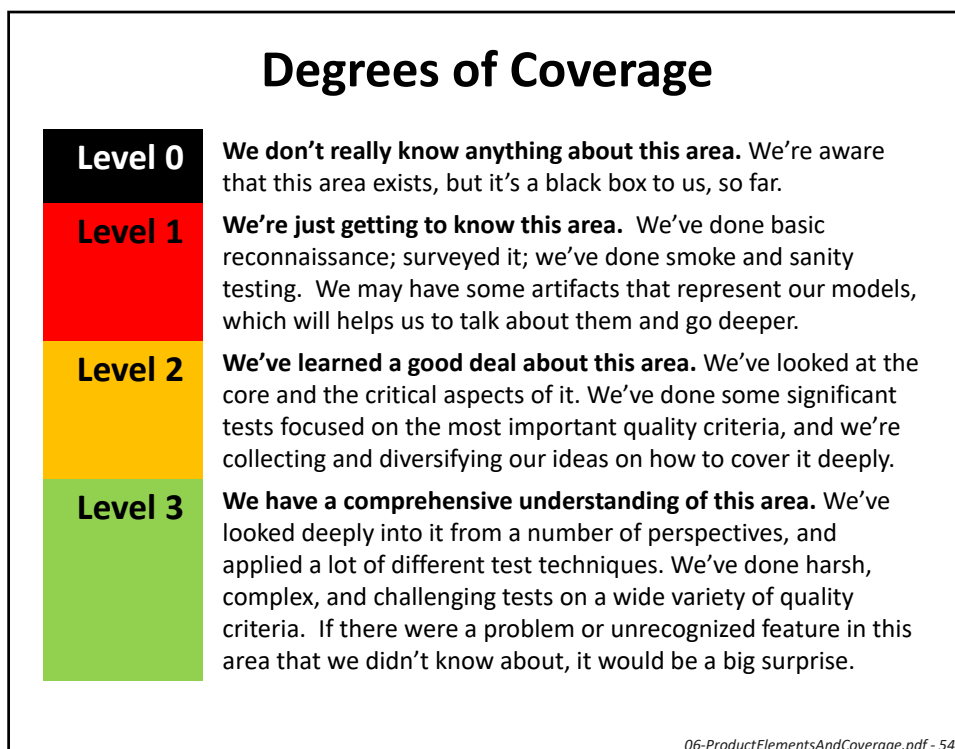 Degrees of Coverage
Level 0
We don’t really know anything about this area. We’re aware
that this area exists, but it’s a black box to us, so far.
Level 1
We’re just getting to know this area.  We’ve done basic
reconnaissance; surveyed it; we’ve done smoke and sanity
testing.  We may have some artifacts that represent our models,
which will helps us to talk about them and go deeper.
Level 2
We’ve learned a good deal about this area. We’ve looked at the
core and the critical aspects of it. We’ve done some significant
tests focused on the most important quality criteria, and we’re
collecting and diversifying our ideas on how to cover it deeply.
Level 3
We have a comprehensive understanding of this area. We’ve
looked deeply into it from a number of perspectives, and
applied a lot of different test techniques. We’ve done harsh,
complex, and challenging tests on a wide variety of quality
criteria.  If there were a problem or unrecognized feature in this
area that we didn’t know about, it would be a big surprise.
06-ProductElementsAndCoverage.pdf - 54